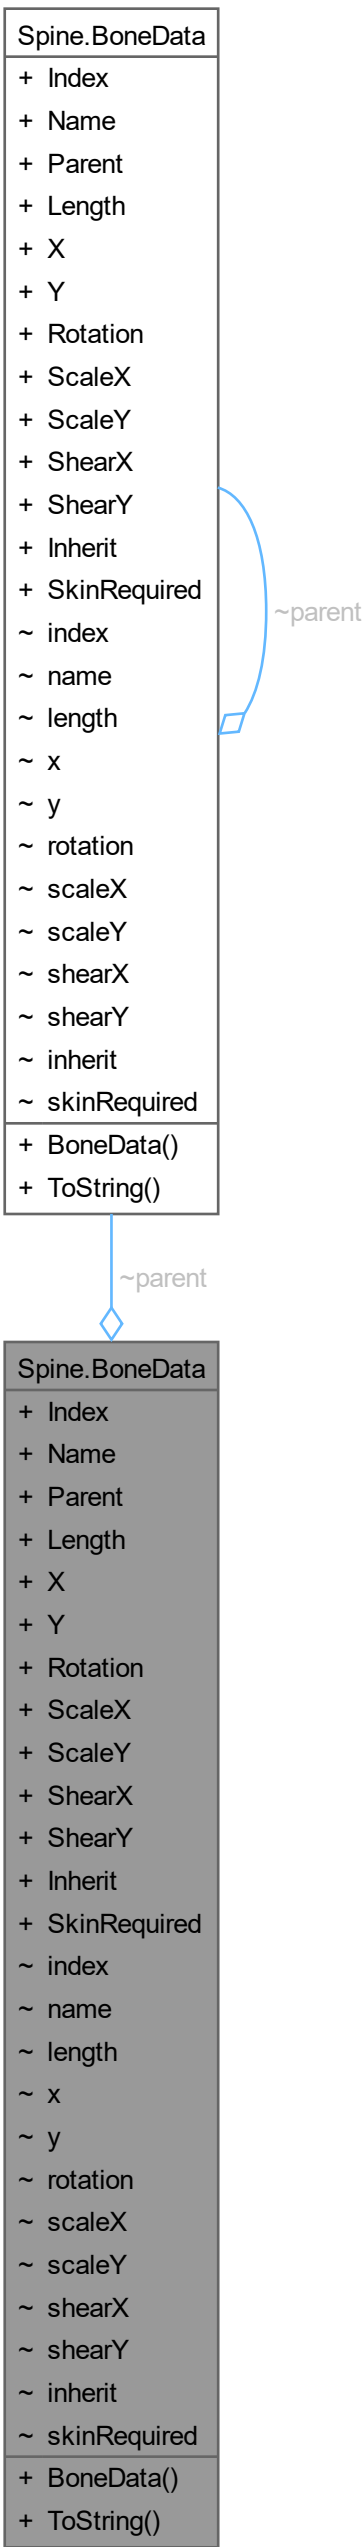 Spine.BoneData
+ Index
+ Name
+ Parent
+ Length
+ X
+ Y
+ Rotation
+ ScaleX
+ ScaleY
+ ShearX
+ ShearY
+ Inherit
+ SkinRequired
~parent
~ index
~ name
~ length
~ x
~ y
~ rotation
~ scaleX
~ scaleY
~ shearX
~ shearY
~ inherit
~ skinRequired
+ BoneData()
+ ToString()
~parent
Spine.BoneData
+ Index
+ Name
+ Parent
+ Length
+ X
+ Y
+ Rotation
+ ScaleX
+ ScaleY
+ ShearX
+ ShearY
+ Inherit
+ SkinRequired
~ index
~ name
~ length
~ x
~ y
~ rotation
~ scaleX
~ scaleY
~ shearX
~ shearY
~ inherit
~ skinRequired
+ BoneData()
+ ToString()